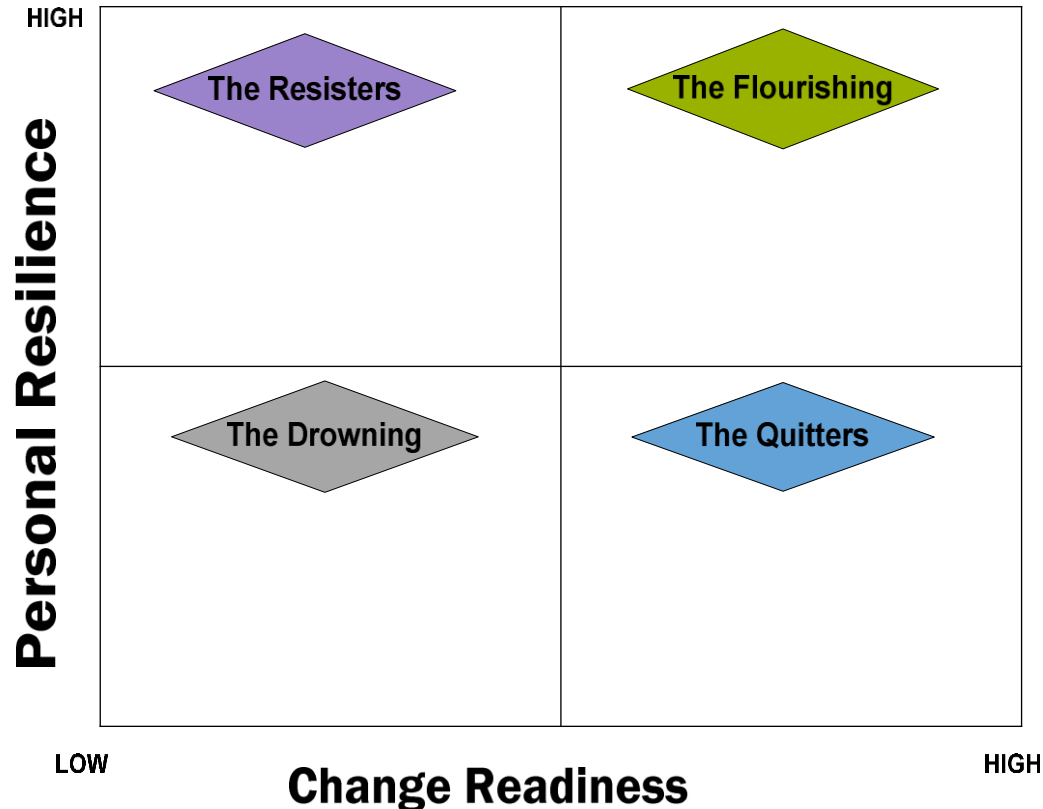 HIGH
The Resisters
The Flourishing
Personal Resilience
The Drowning
The Quitters
LOW
HIGH
Change Readiness